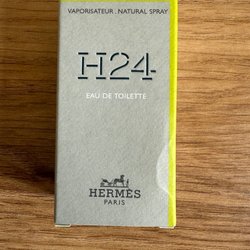 VAPORISATEUR . NATURAL SPRAY
H24
EAU DE TOILETTE
HERMÈS
PARIS